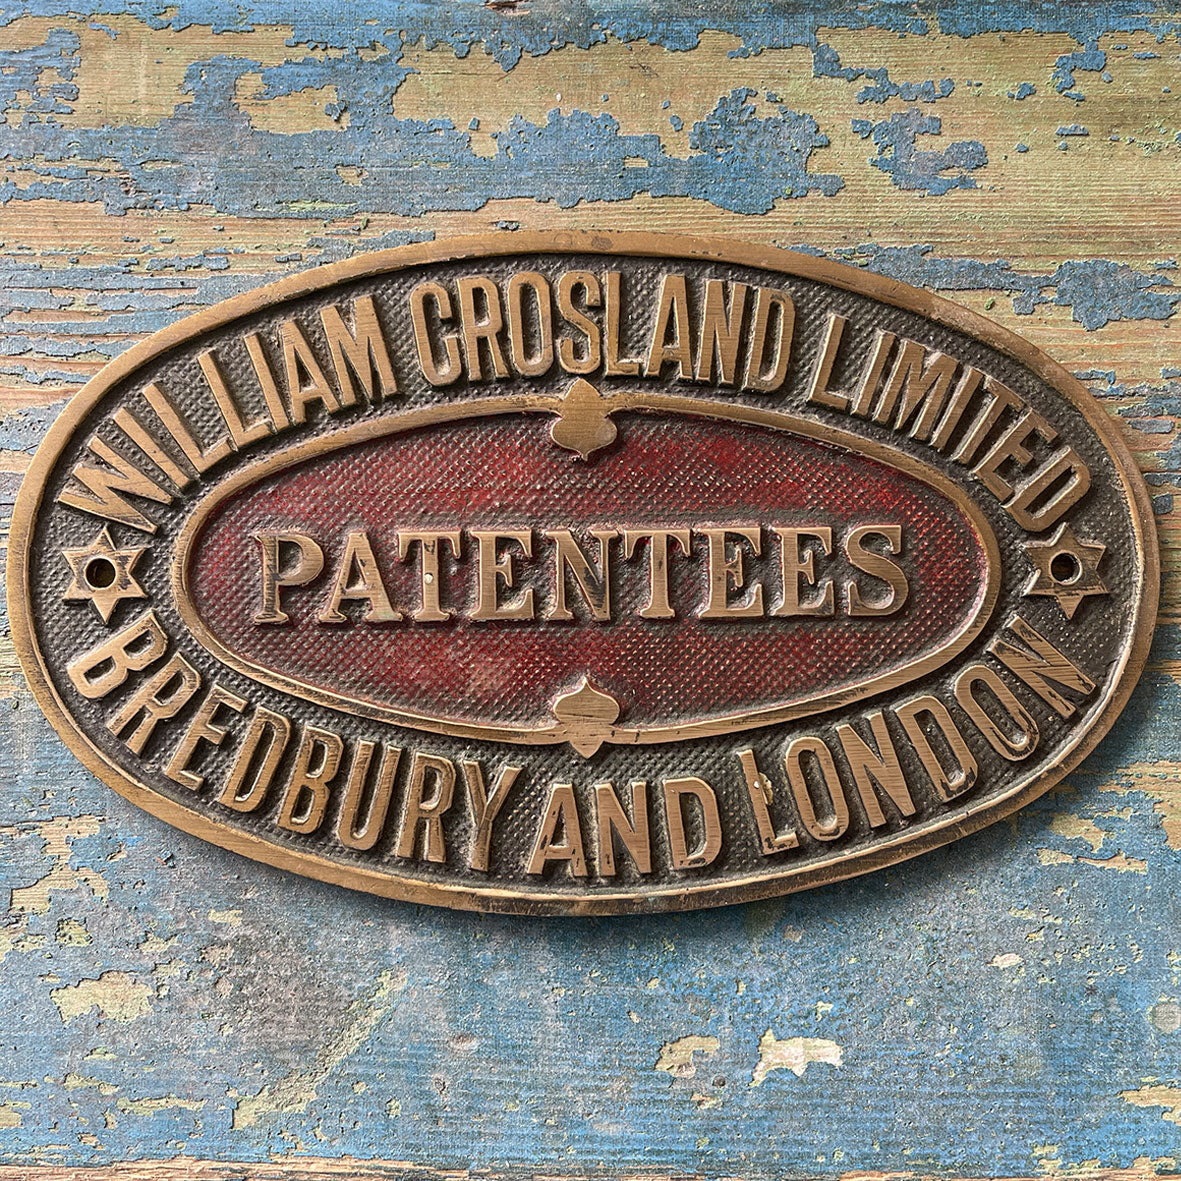 WILLIAM CROSLAND LIMITED
PATENTEES
BREDBURY AND LONDON